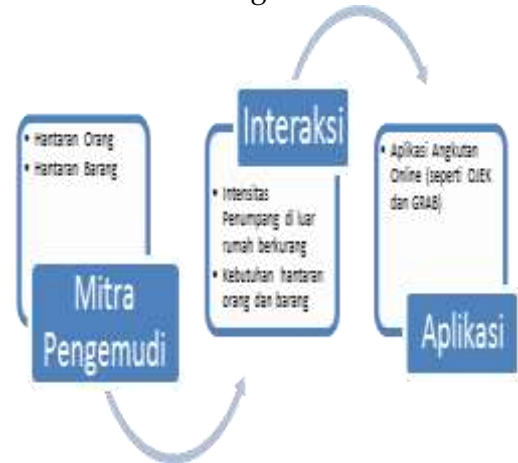 • Hantaran Orang
• Hantaran Barang
Mitra
Pengemudi
Interaksi
• Intensitas
Penumpang di luar
rumah berkurang
• Kebutuhan hantaran
orang dan barang
• Aplikasi Angkutan
Online (seperti OJEK
dan GRAB)
Aplikasi